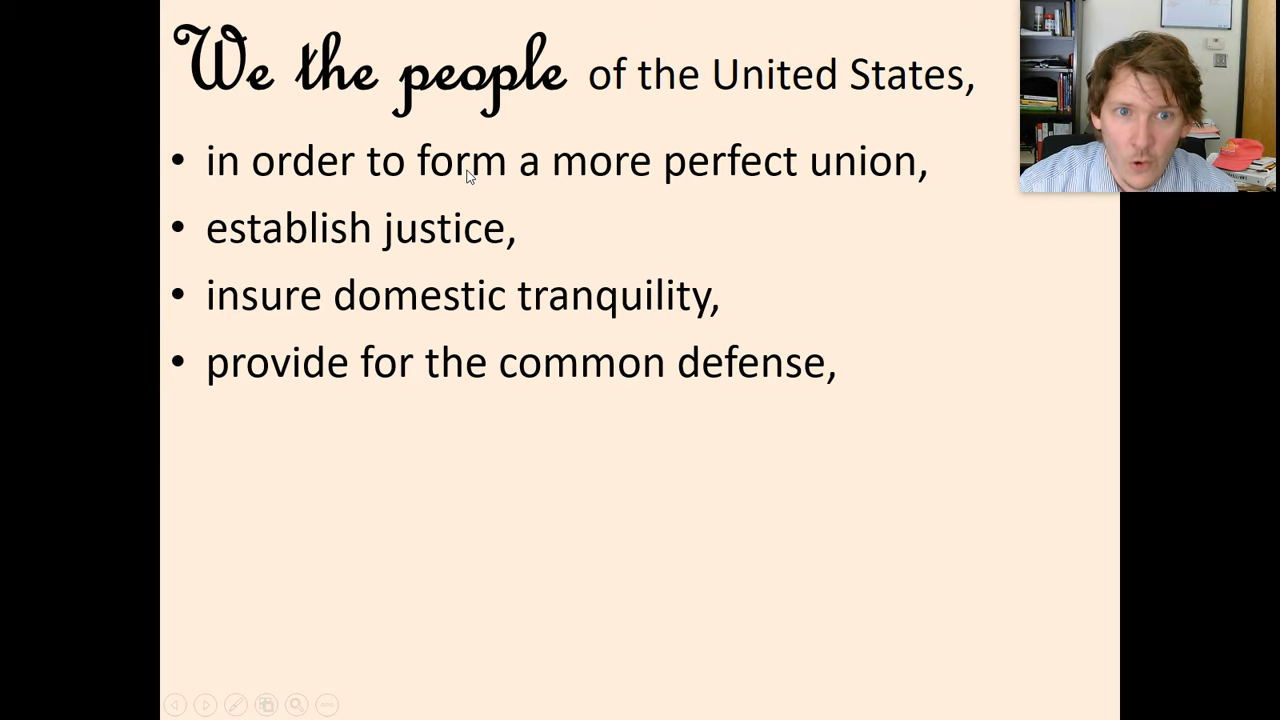 We the people of the United States,
• in order to form a more perfect union,
• establish justice,
• insure domestic tranquility,
• provide for the common defense,